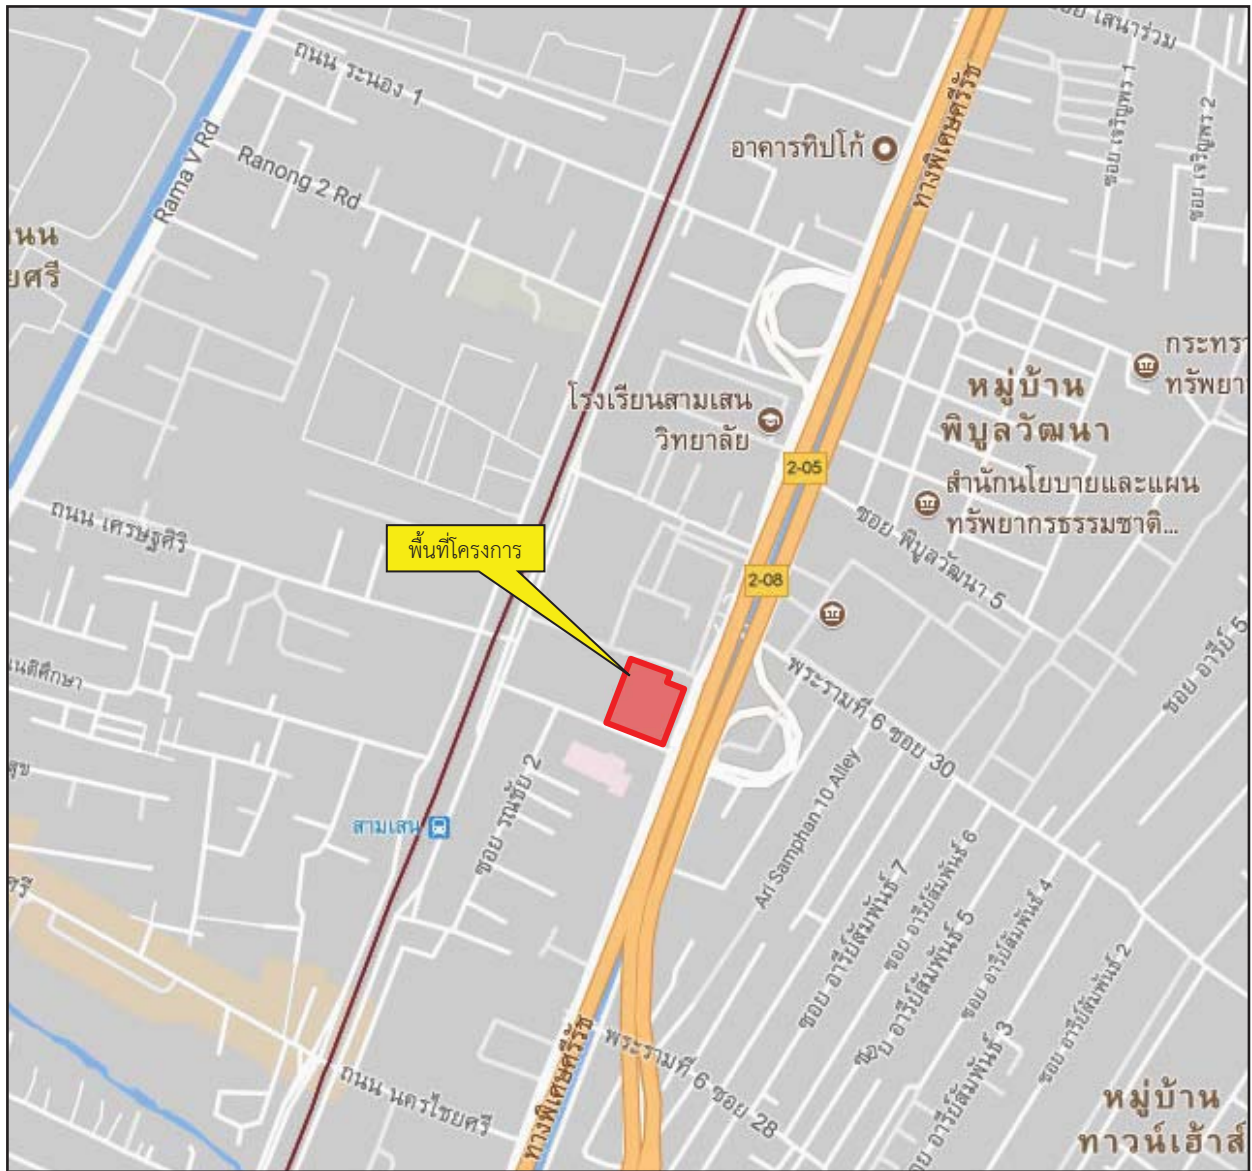 ซอย เสนาร่วม
ถนน ระนอง 1
ทางพิเศษศรีรัช
ซอย เจริญพร 1
ซอย เจริญพร 2
อาคารทิปโก้
Rama V Rd
Ranong 2 Rd
นน
ยศรี
กระทรว
ทรัพยา
หมู่บ้าน
พิบูลวัฒนา
โรงเรียนสามเสน
วิทยาลัย
2-05
สำนักนโยบายและแผน
ทรัพยากรธรรมชาติ...
ถนน เศรษฐศิริ
ซอย พิบูลวัฒนา 5
พื้นที่โครงการ
2-08
ซอย อารีย์ 5
เนติศึกษา
พระรามที่ 6 ซอย 30
สุข
ซอย รณชัย 2
Ari Samphan 10 Alley
สามเสน
ศรี
ซอย อารีย์สัมพันธ์ 7
ซอย อารีย์สัมพันธ์ 6
ซอย อารีย์สัมพันธ์ 5
ซอย อารีย์สัมพันธ์ 4
ซอย อารีย์สัมพันธ์ 2
ซอย อารีย์สัมพันธ์ 3
ทางพิเศษศรีรัช
พระรามที่ 6 ซอย 28
ถนน นครไชยศรี
หมู่บ้าน
ทาวน์เฮ้าส์